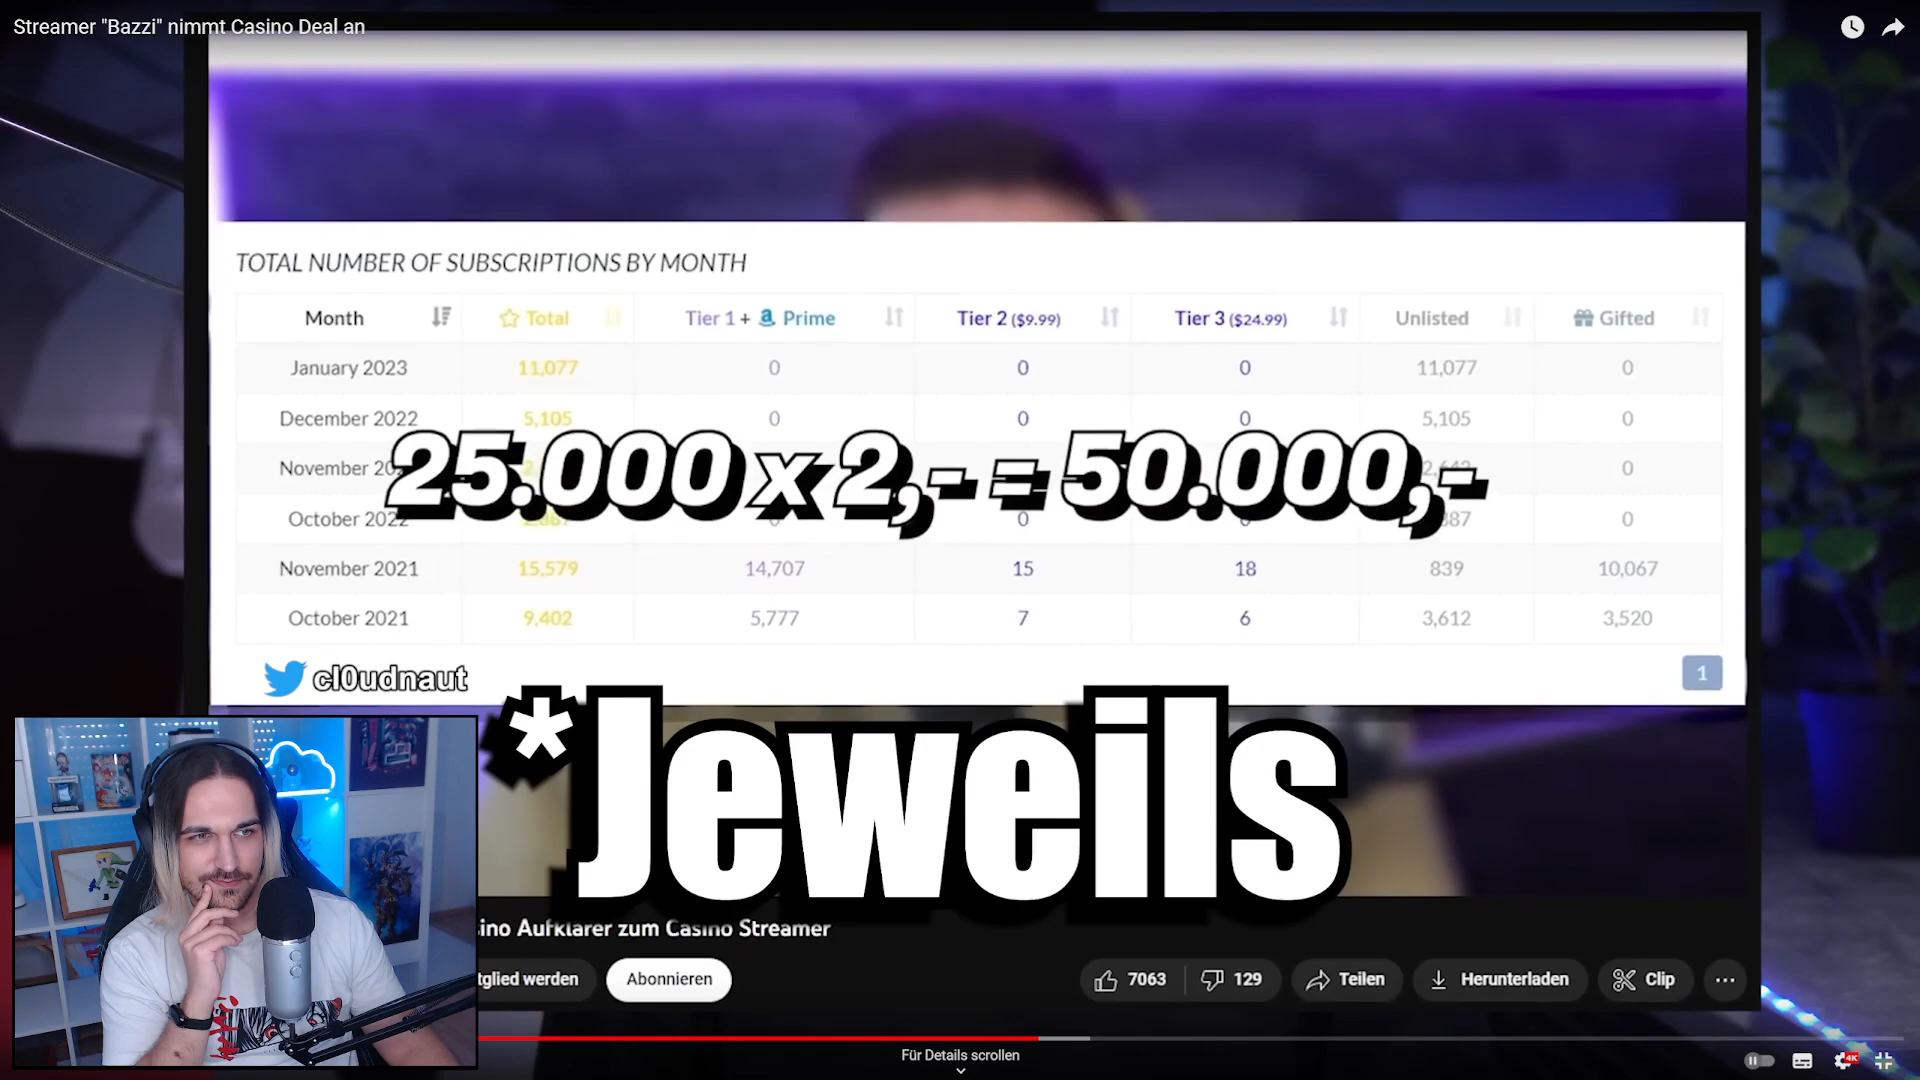 Streamer "Bazzi" nimmt Casino Deal an
TOTAL NUMBER OF SUBSCRIPTIONS BY MONTH
Month Total Tier 1 + Prime Tier 2 ($9.99) Tier 3 ($24.99) Unlisted Gifted
January 2023 11,077 0 0 0 11,077 0
December 2022 5,105 0 0 0 5,105 0
25.000 x 2,- = 50.000,-
November 0
October 0 0
November 2021 15,579 14,707 15 18 839 10,067
October 2021 9,402 5,777 7 6 3,612 3,520
cl0udnaut
1
*Jeweils
Aufklärer zum Casino Streamer
werden Abonnieren 7063 129 Teilen Herunterladen Clip
Für Details scrollen
4K